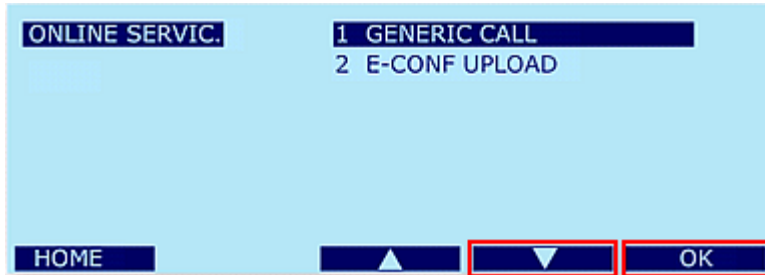 ONLINE SERVIC.
1 GENERIC CALL
2 E-CONF UPLOAD
HOME ▲ ▼ OK